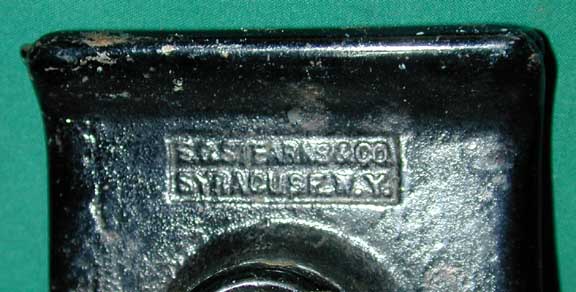 E.C. STEARNS & CO.
SYRACUSE, N.Y.